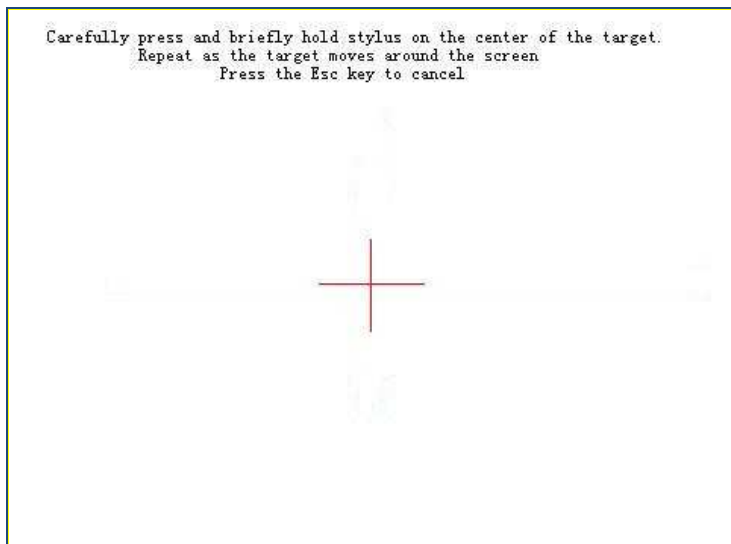 Carefully press and briefly hold stylus on the center of the target.
Repeat as the target moves around the screen
Press the Esc key to cancel